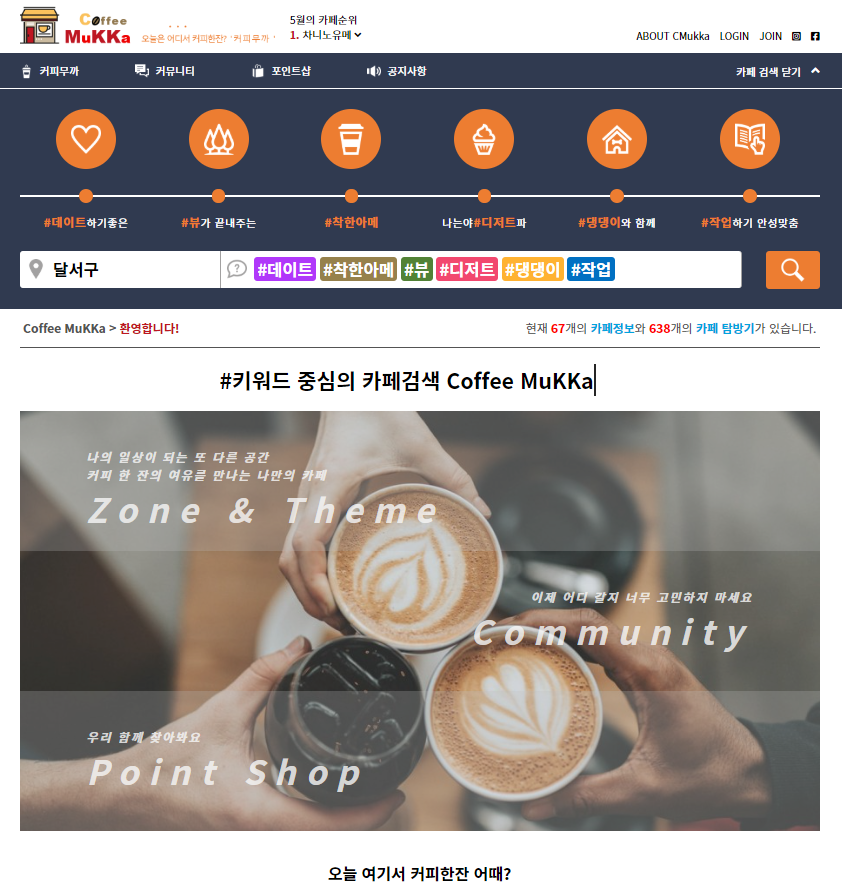 Coffee
MuKKa
오늘은 어디서 커피한잔? '커피무까 '
5월의 카페순위
1. 차니노유메
ABOUT CMukka LOGIN JOIN
커피무까 커뮤니티 포인트샵 공지사항 카페 검색 닫기
#데이트하기좋은 #뷰가 끝내주는 #착한아메 나는야#디저트파 #댕댕이와 함께 #작업하기 안성맞춤
달서구 #데이트 #착한아메 #뷰 #디저트 #댕댕이 #작업
Coffee MuKKa > 환영합니다!
현재 67개의 카페정보와 638개의 카페 탐방기가 있습니다.
#키워드 중심의 카페검색 Coffee MuKKa
나의 일상이 되는 또 다른 공간
커피 한 잔의 여유를 만나는 나만의 카페
Zone & Theme
이제 어디 갈지 너무 고민하지 마세요
Community
우리 함께 찾아봐요
Point Shop
오늘 여기서 커피한잔 어때?